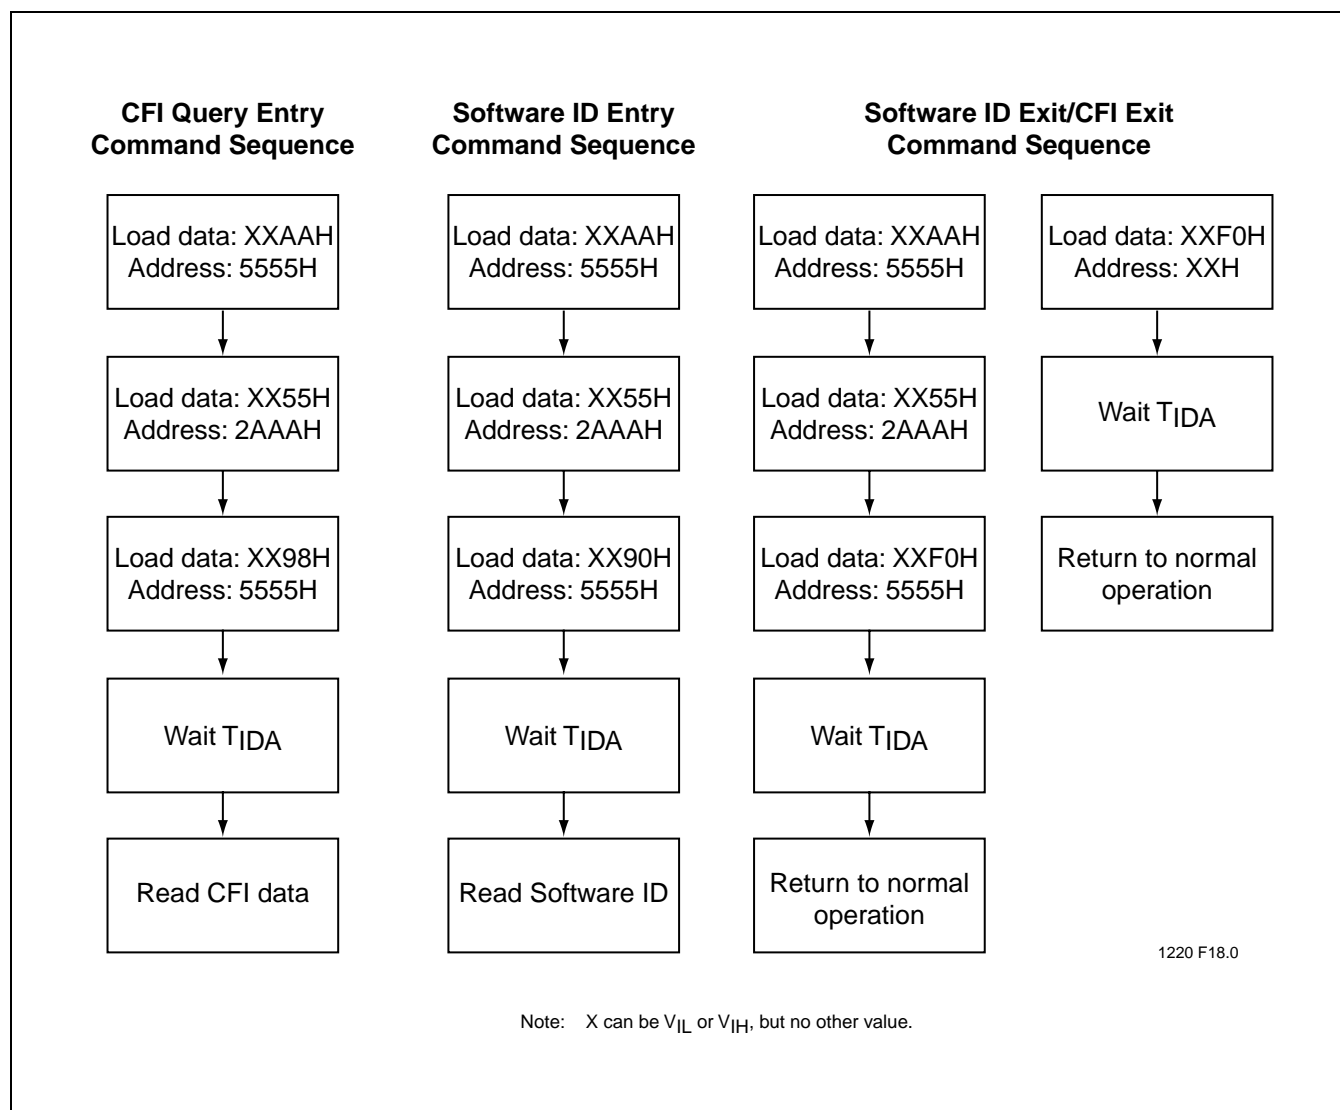 CFI Query Entry
Command Sequence
Load data: XXAAH
Address: 5555H
Load data: XX55H
Address: 2AAAH
Load data: XX98H
Address: 5555H
Wait TIDA
Read CFI data
Software ID Entry
Command Sequence
Load data: XXAAH
Address: 5555H
Load data: XX55H
Address: 2AAAH
Load data: XX90H
Address: 5555H
Wait TIDA
Read Software ID
Software ID Exit/CFI Exit
Command Sequence
Load data: XXAAH
Address: 5555H
Load data: XX55H
Address: 2AAAH
Load data: XXF0H
Address: 5555H
Wait TIDA
Return to normal
operation
Load data: XXF0H
Address: XXH
Wait TIDA
Return to normal
operation
1220 F18.0
Note: X can be VIL or VIH, but no other value.